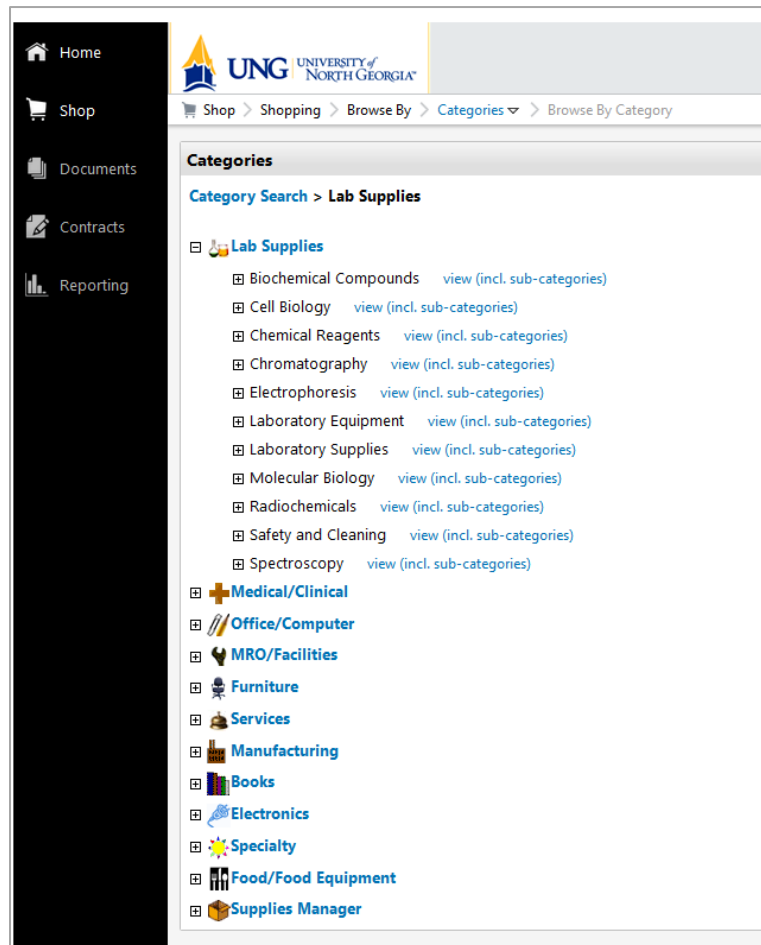 Home
Shop
Documents
Contracts
Reporting
UNG UNIVERSITY of
NORTH GEORGIA™
Shop > Shopping > Browse By > Categories > Browse By Category
Categories
Category Search > Lab Supplies
Lab Supplies
Biochemical Compounds view (incl. sub-categories)
Cell Biology view (incl. sub-categories)
Chemical Reagents view (incl. sub-categories)
Chromatography view (incl. sub-categories)
Electrophoresis view (incl. sub-categories)
Laboratory Equipment view (incl. sub-categories)
Laboratory Supplies view (incl. sub-categories)
Molecular Biology view (incl. sub-categories)
Radiochemicals view (incl. sub-categories)
Safety and Cleaning view (incl. sub-categories)
Spectroscopy view (incl. sub-categories)
Medical/Clinical
Office/Computer
MRO/Facilities
Furniture
Services
Manufacturing
Books
Electronics
Specialty
Food/Food Equipment
Supplies Manager